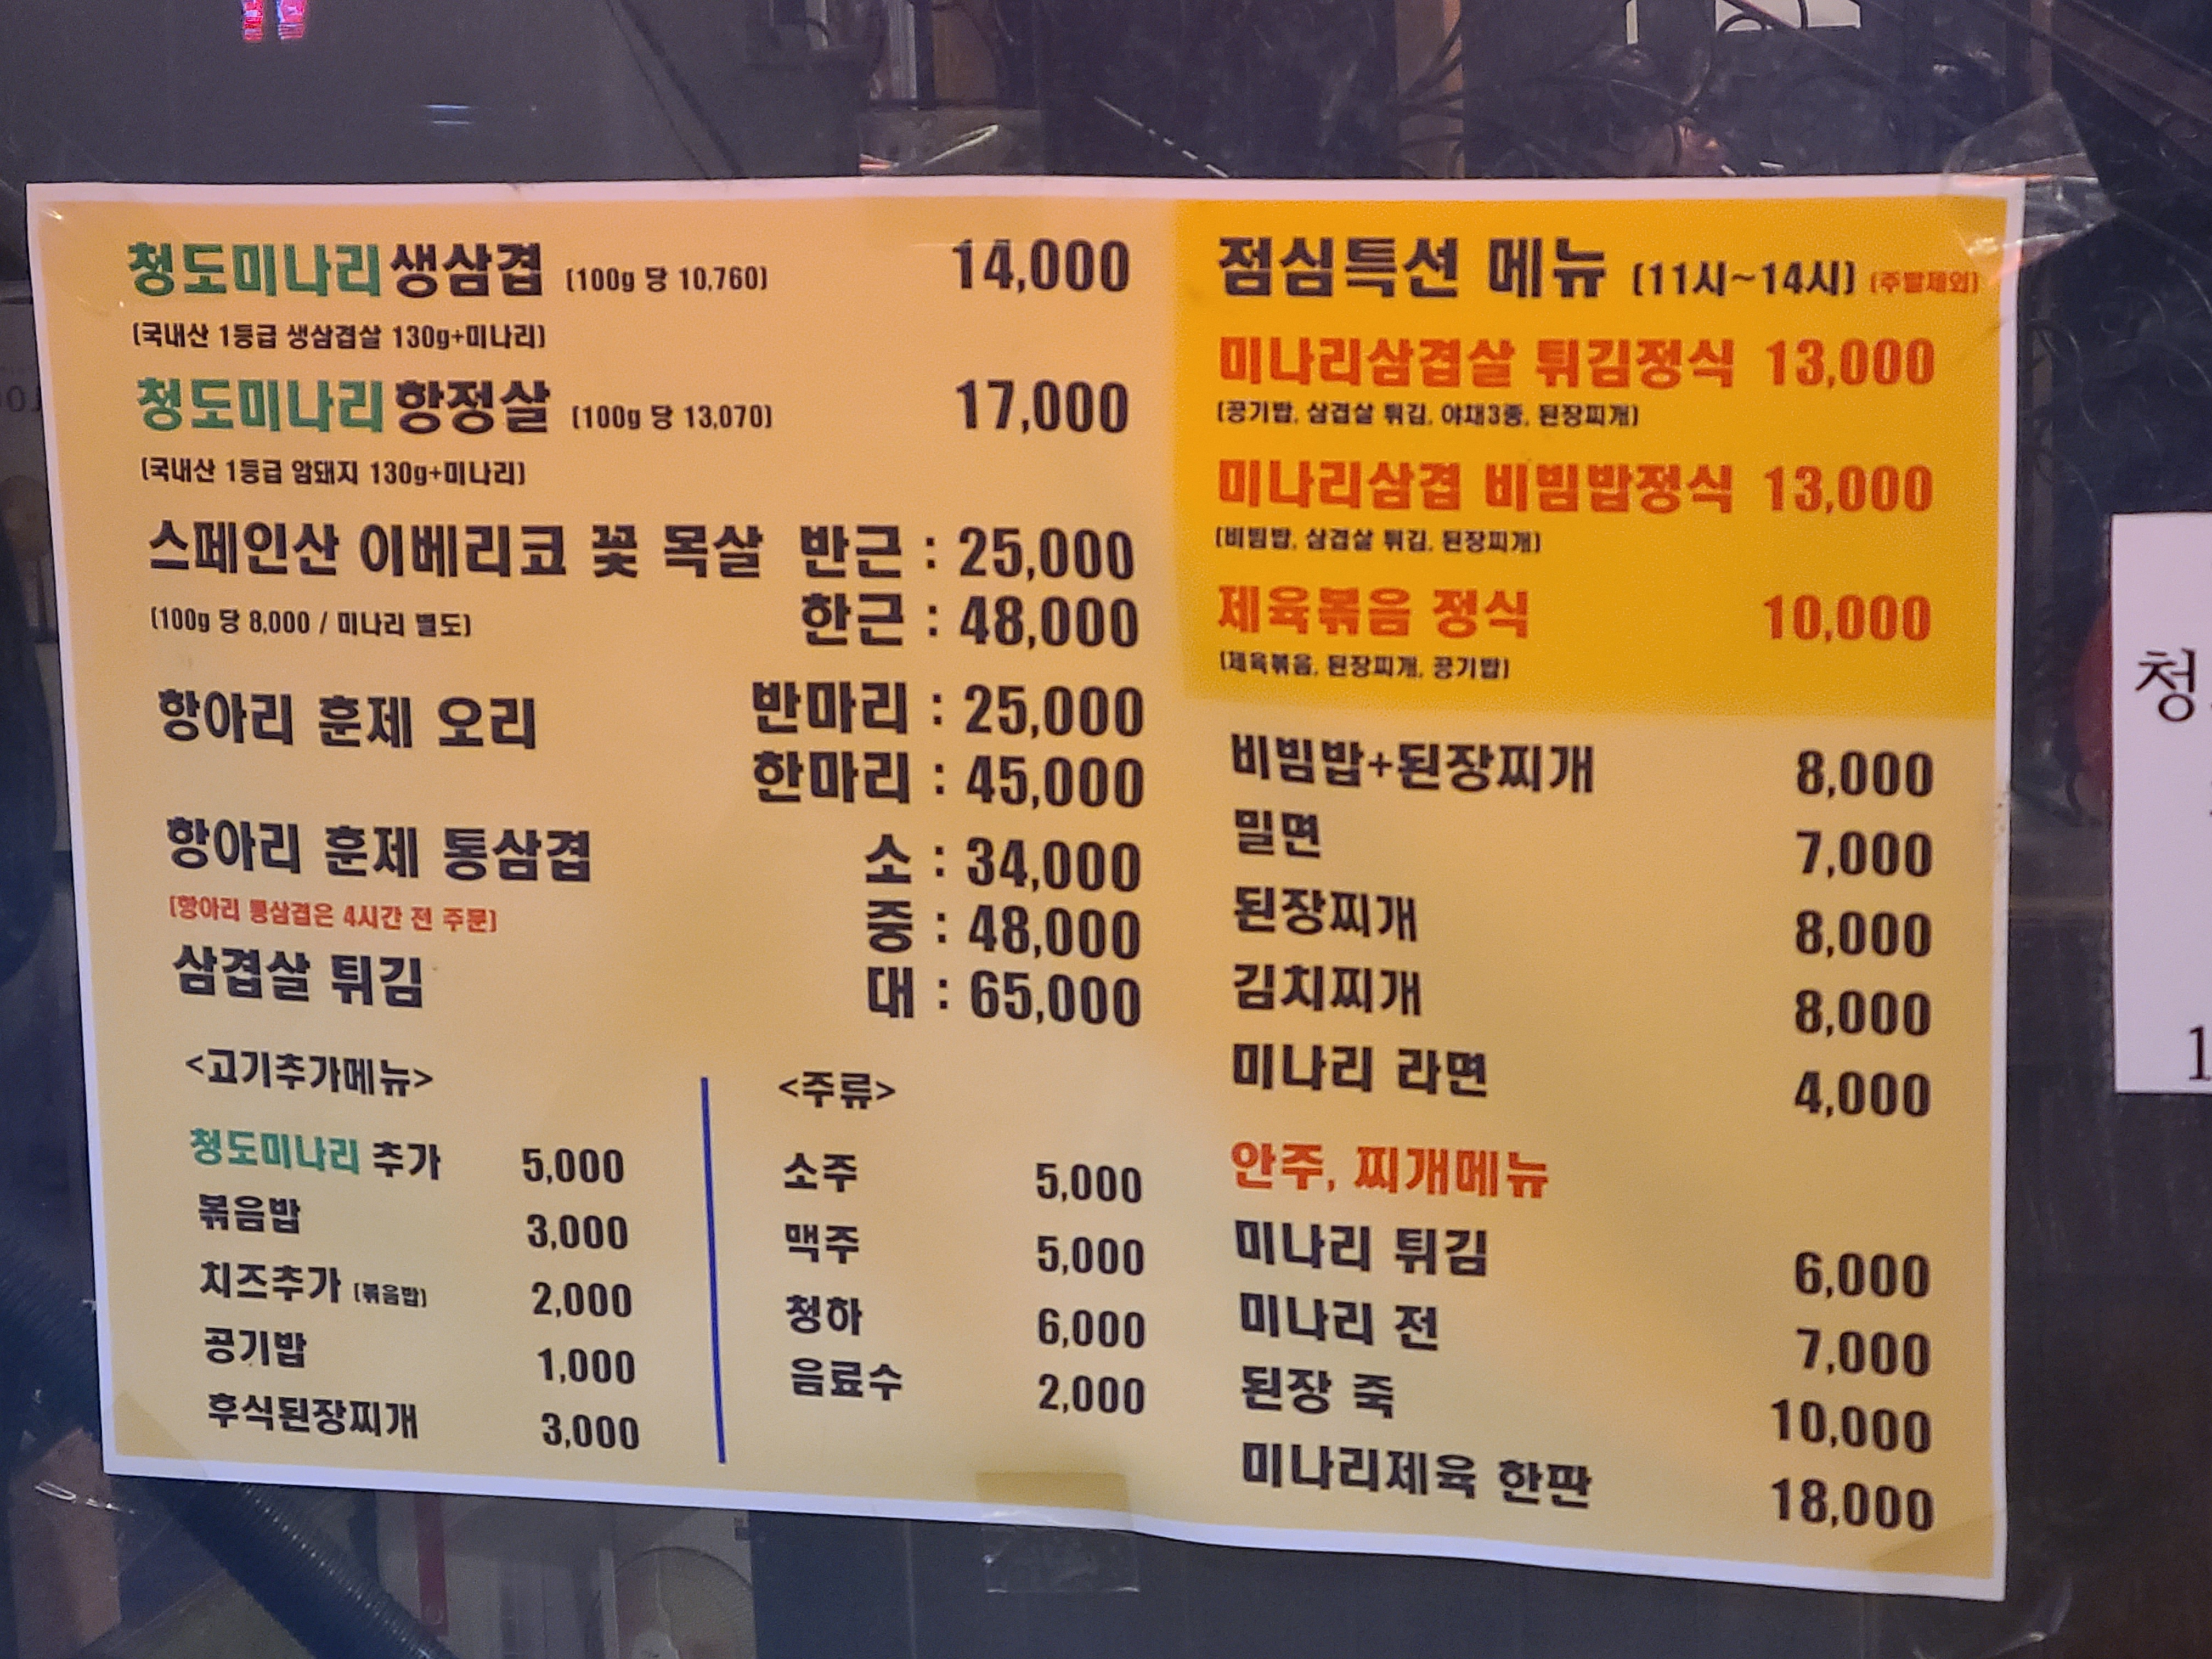 청도미나리 생삼겹 (100g 당 10,760) 14,000
(국내산 1등급 생삼겹살 130g+미나리)
청도미나리 항정살 (100g 당 13,070) 17,000
(국내산 1등급 암돼지 130g+미나리)
스페인산 이베리코 꽃 목살 반근 : 25,000
(100g 당 8,000 / 미나리 별도) 한근 : 48,000
항아리 훈제 오리 반마리 : 25,000
한마리 : 45,000
항아리 훈제 통삼겹 소 : 34,000
(항아리 통삼겹은 4시간 전 주문) 중 : 48,000
삼겹살 튀김 대 : 65,000
<고기추가메뉴>
청도미나리 추가 5,000
볶음밥 3,000
치즈추가 (볶음밥) 2,000
공기밥 1,000
후식된장찌개 3,000
<주류>
소주 5,000
맥주 5,000
청하 6,000
음료수 2,000
점심특선 메뉴 (11시~14시) (주말제외)
미나리삼겹살 튀김정식 13,000
(공기밥, 삼겹살 튀김, 야채3종, 된장찌개)
미나리삼겹 비빔밥정식 13,000
(비빔밥, 삼겹살 튀김, 된장찌개)
제육볶음 정식 10,000
(제육볶음, 된장찌개, 공기밥)
비빔밥+된장찌개 8,000
밀면 7,000
된장찌개 8,000
김치찌개 8,000
미나리 라면 4,000
안주, 찌개메뉴
미나리 튀김 6,000
미나리 전 7,000
된장 죽 10,000
미나리제육 한판 18,000
청
1